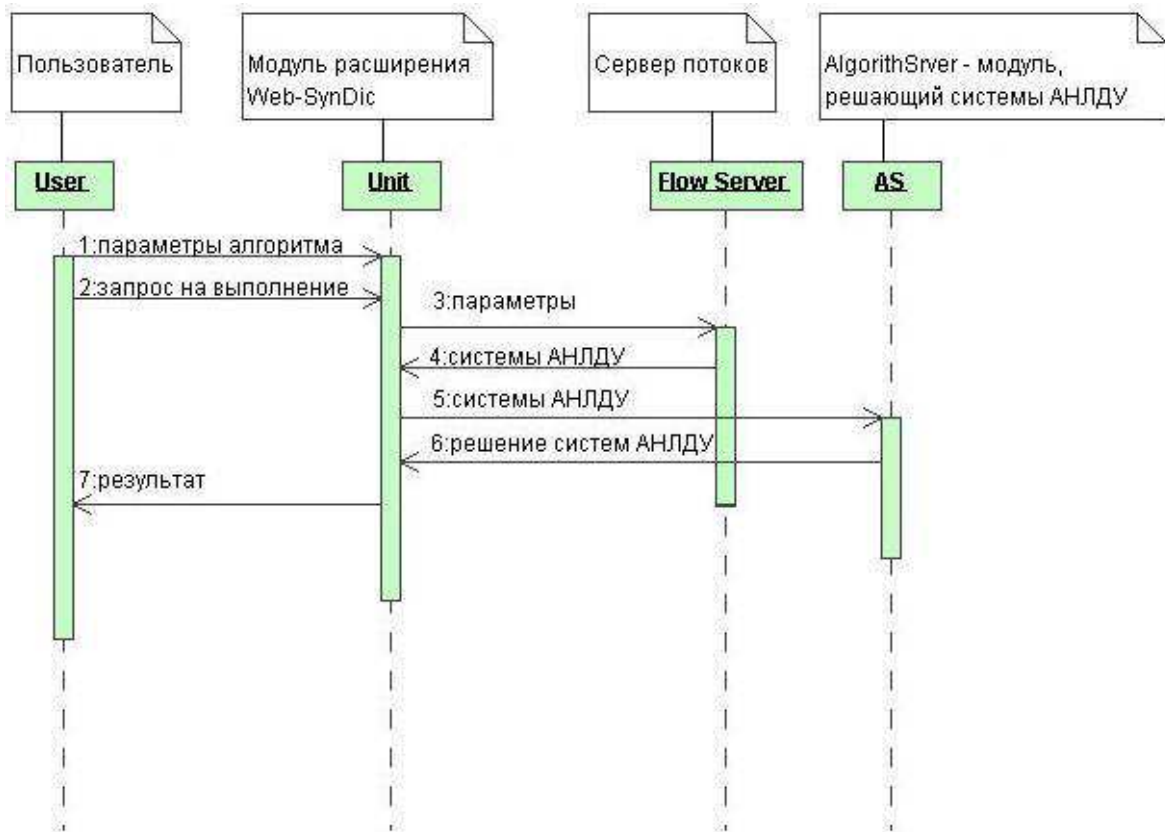 Пользователь
Модуль расширения
Web-SynDic
Сервер потоков
AlgorithSrver - модуль,
решающий системы АНЛДУ
User
Unit
Flow Server
AS
1:параметры алгоритма
2:запрос на выполнение
3:параметры
4:системы АНЛДУ
5:системы АНЛДУ
6:решение систем АНЛДУ
7:результат